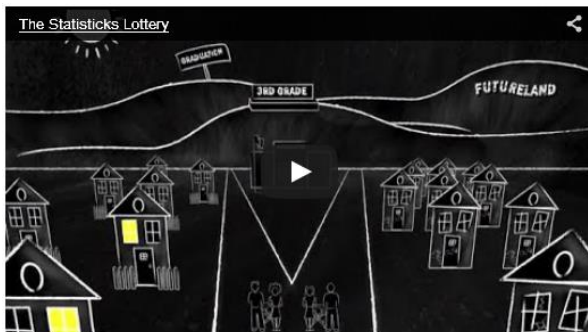 The Statisticks Lottery
GRADUATION
3RD GRADE
FUTURELAND